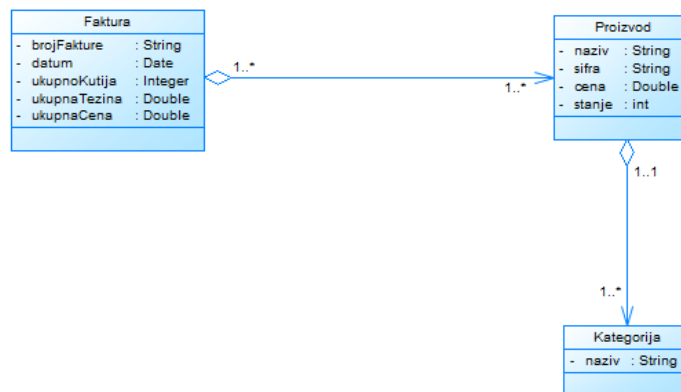 Faktura
- brojFakture : String
- datum : Date
- ukupnoKutija : Integer
- ukupnaTezina : Double
- ukupnaCena : Double
1..*
1..*
Proizvod
- naziv : String
- sifra : String
- cena : Double
- stanje : int
1..1
1..*
Kategorija
- naziv : String